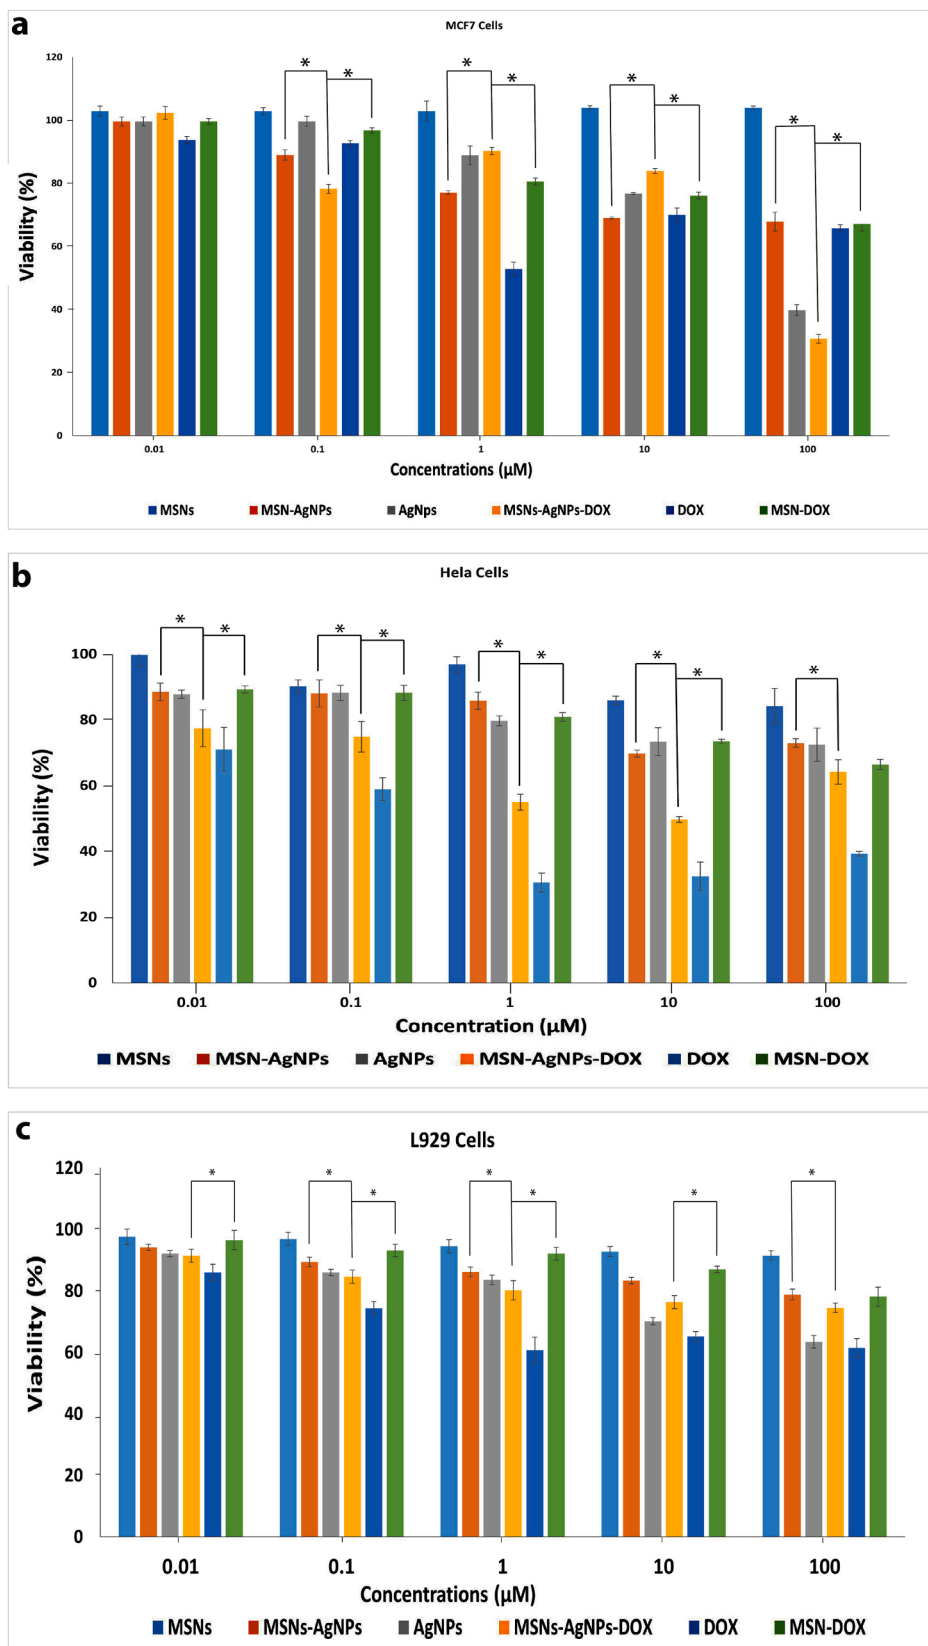 a
MCF7 Cells
120
* * * * * * * *
100
80
60
40
20
0
Viability (%)
0.01 0.1 1 10 100
Concentrations (µM)
MSNs MSN-AgNPs AgNps MSNs-AgNPs-DOX DOX MSN-DOX
b
Hela Cells
* * * * * * * * *
100
80
60
40
20
0
Viability (%)
0.01 0.1 1 10 100
Concentration (µM)
MSNs MSN-AgNPs AgNPs MSN-AgNPs-DOX DOX MSN-DOX
c
L929 Cells
120
* * * * * * *
100
80
60
40
20
0
Viability (%)
0.01 0.1 1 10 100
Concentrations (µM)
MSNs MSNs-AgNPs AgNPs MSNs-AgNPs-DOX DOX MSN-DOX